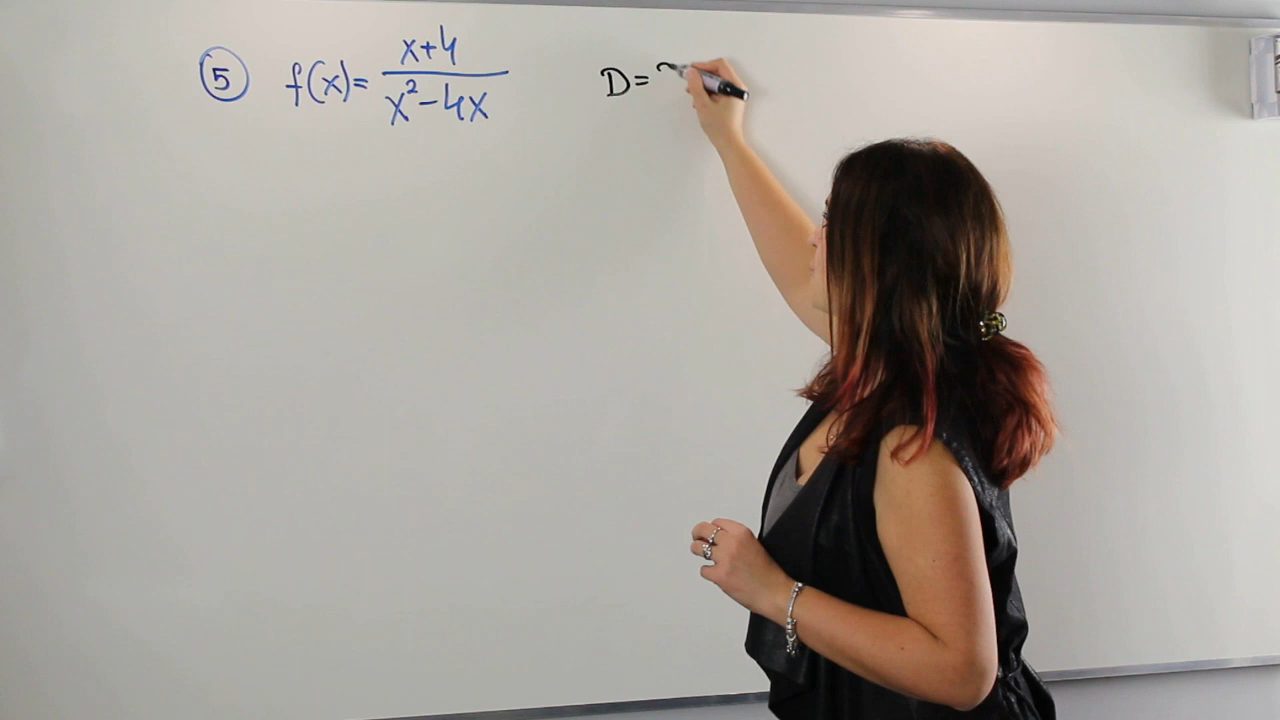 ⑤ f(x)= (x+4)/(x²-4x) D=